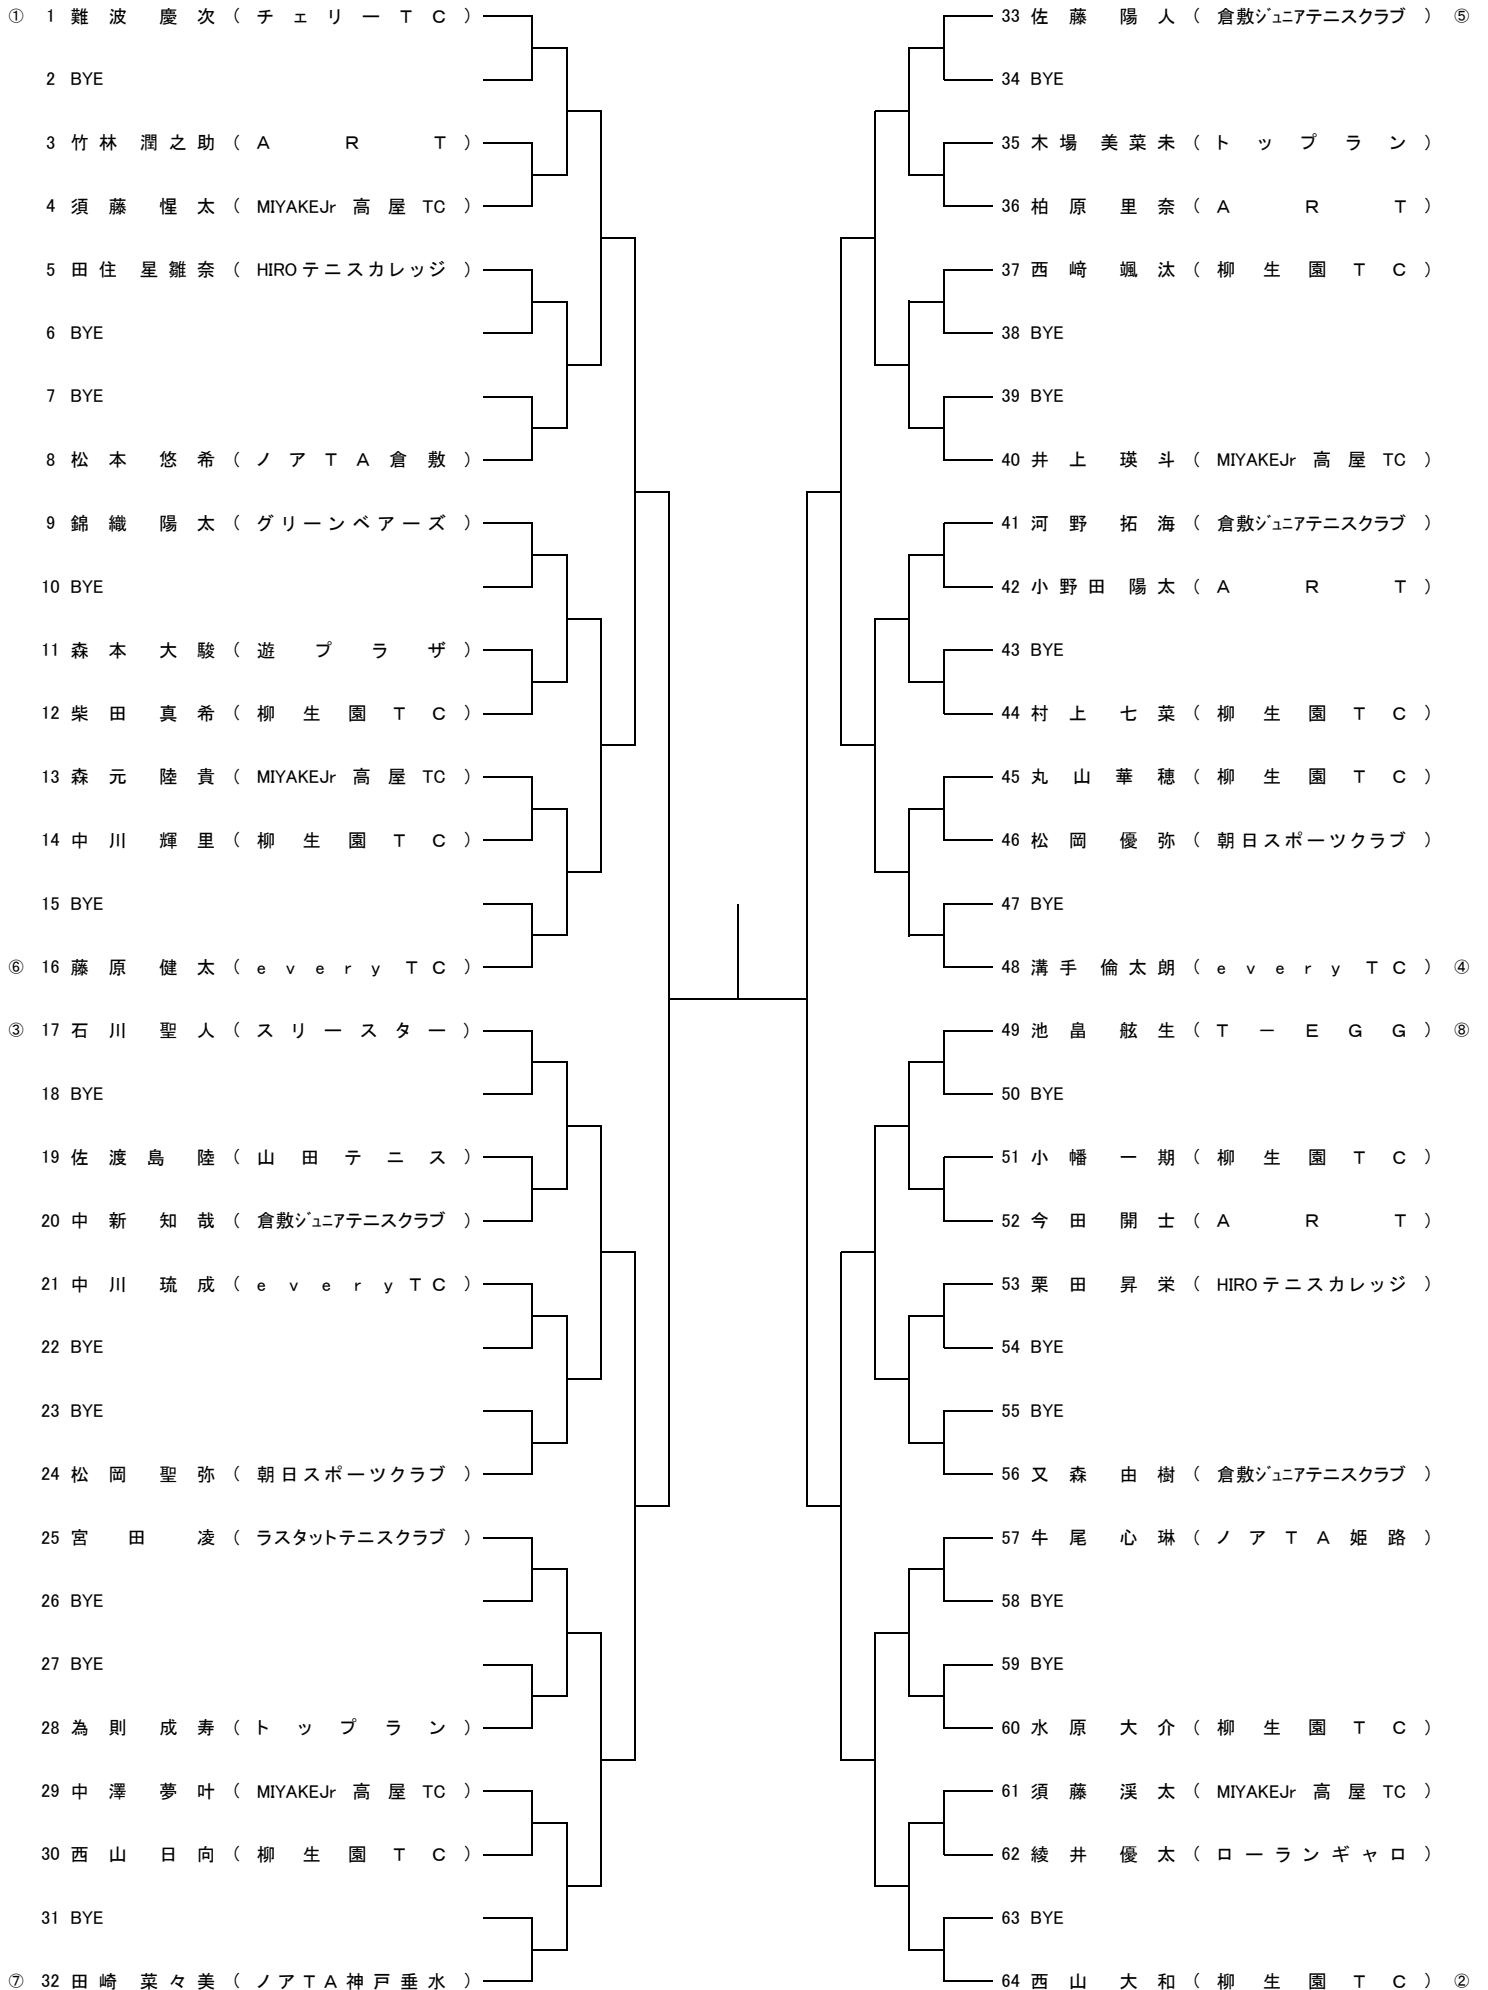 ① 1 難波 慶次 （ チェリーTC ）
2 BYE
3 竹林 潤之助 （ ART ）
4 須藤 惺太 （ MIYAKEJr 高屋 TC ）
5 田住 星雛奈 （ HIROテニスカレッジ ）
6 BYE
7 BYE
8 松本 悠希 （ ノアTA倉敷 ）
9 錦織 陽太 （ グリーンベアーズ ）
10 BYE
11 森本 大駿 （ 遊プラザ ）
12 柴田 真希 （ 柳生園TC ）
13 森元 陸貴 （ MIYAKEJr 高屋 TC ）
14 中川 輝里 （ 柳生園TC ）
15 BYE
⑥ 16 藤原 健太 （ everyTC ）
③ 17 石川 聖人 （ スリースター ）
18 BYE
19 佐渡島 陸 （ 山田テニス ）
20 中新 知哉 （ 倉敷ｼﾞｭﾆｱテニスクラブ ）
21 中川 琉成 （ everyTC ）
22 BYE
23 BYE
24 松岡 聖弥 （ 朝日スポーツクラブ ）
25 宮田 凌 （ ラスタットテニスクラブ ）
26 BYE
27 BYE
28 為則 成寿 （ トップラン ）
29 中澤 夢叶 （ MIYAKEJr 高屋 TC ）
30 西山 日向 （ 柳生園TC ）
31 BYE
⑦ 32 田崎 菜々美 （ ノアTA神戸垂水 ）
33 佐藤 陽人 （ 倉敷ｼﾞｭﾆｱテニスクラブ ） ⑤
34 BYE
35 木場 美菜未 （ トップラン ）
36 柏原 里奈 （ ART ）
37 西﨑 颯汰 （ 柳生園TC ）
38 BYE
39 BYE
40 井上 瑛斗 （ MIYAKEJr 高屋 TC ）
41 河野 拓海 （ 倉敷ｼﾞｭﾆｱテニスクラブ ）
42 小野田 陽太 （ ART ）
43 BYE
44 村上 七菜 （ 柳生園TC ）
45 丸山 華穂 （ 柳生園TC ）
46 松岡 優弥 （ 朝日スポーツクラブ ）
47 BYE
48 溝手 倫太朗 （ everyTC ） ④
49 池畠 舷生 （ T－EGG ） ⑧
50 BYE
51 小幡 一期 （ 柳生園TC ）
52 今田 開士 （ ART ）
53 栗田 昇栄 （ HIROテニスカレッジ ）
54 BYE
55 BYE
56 又森 由樹 （ 倉敷ｼﾞｭﾆｱテニスクラブ ）
57 牛尾 心琳 （ ノアTA姫路 ）
58 BYE
59 BYE
60 水原 大介 （ 柳生園TC ）
61 須藤 渓太 （ MIYAKEJr 高屋 TC ）
62 綾井 優太 （ ローランギャロ ）
63 BYE
64 西山 大和 （ 柳生園TC ） ②